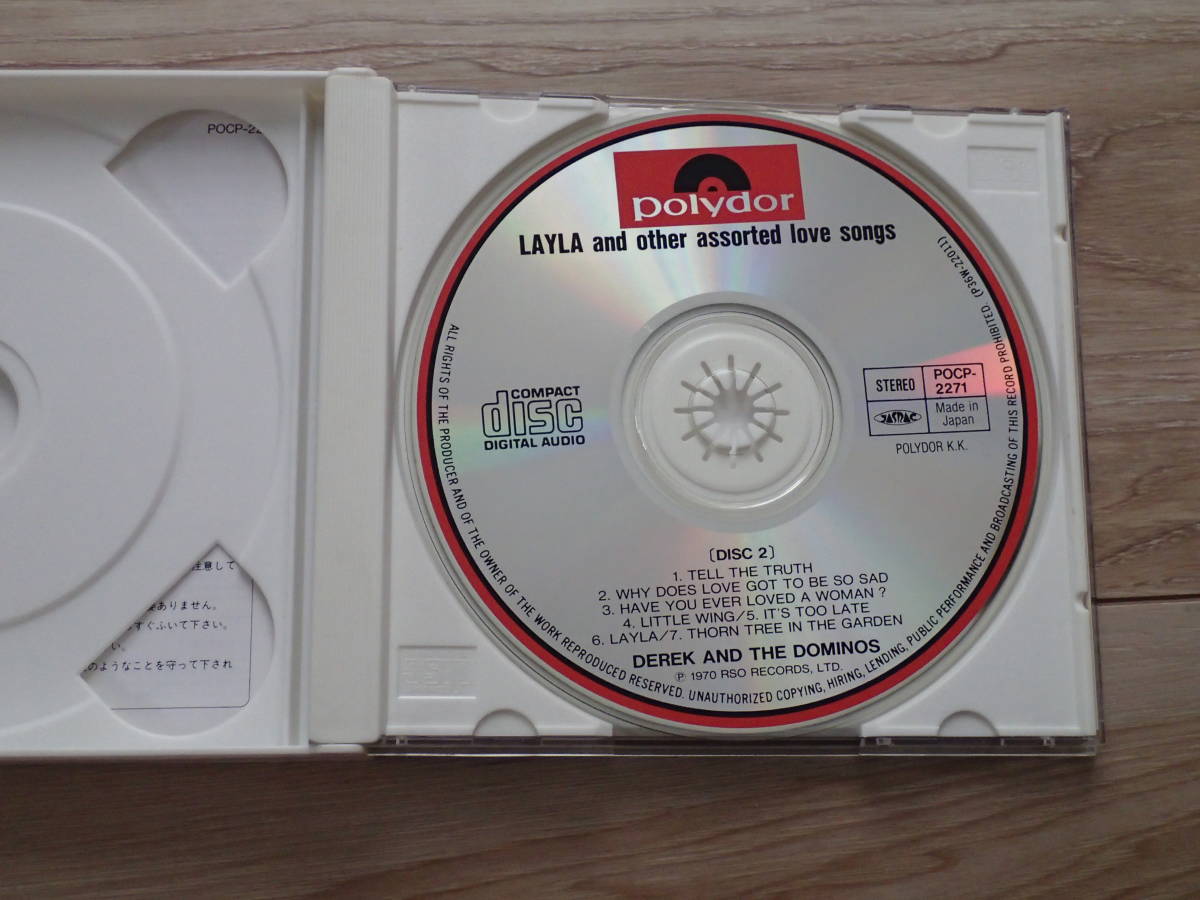 POCP-22
注意して
ありません。
すぐふいて下さい。
い。
のようなことを守って下され
polydor
LAYLA and other assorted love songs
COMPACT
disc
DIGITAL AUDIO
STEREO
POCP-
2271
JASRAC
Made in
Japan
POLYDOR K.K.
〔DISC 2〕
1. TELL THE TRUTH
2. WHY DOES LOVE GOT TO BE SO SAD
3. HAVE YOU EVER LOVED A WOMAN ?
4. LITTLE WING/5. IT'S TOO LATE
6. LAYLA/7. THORN TREE IN THE GARDEN
DEREK AND THE DOMINOS
Ⓟ 1970 RSO RECORDS, LTD.
ALL RIGHTS OF THE PRODUCER AND OF THE OWNER OF THE WORK REPRODUCED RESERVED. UNAUTHORIZED COPYING, HIRING, LENDING, PUBLIC PERFORMANCE AND BROADCASTING OF THIS RECORD PROHIBITED. (P36W-22011)